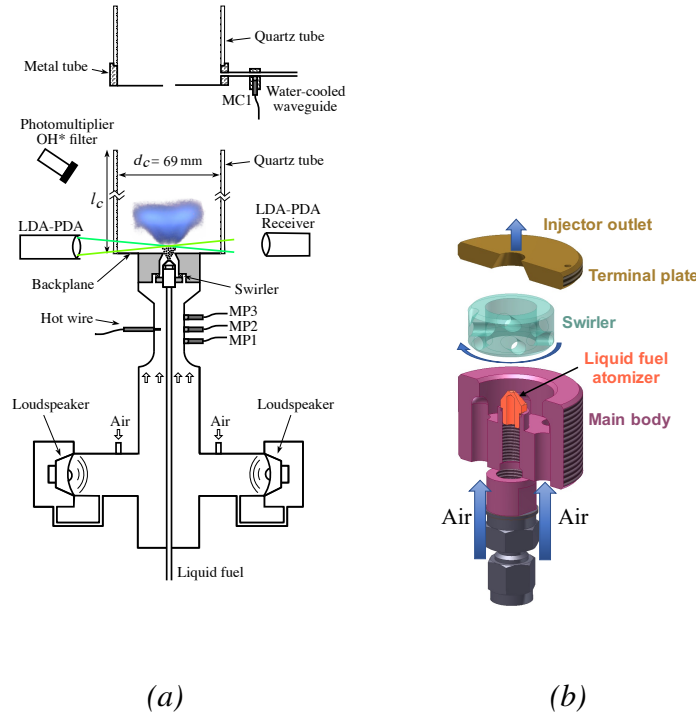 Quartz tube
Metal tube
MC1
Water-cooled
waveguide
Photomultiplier
OH* filter
d_c = 69 mm
Quartz tube
l_c
LDA-PDA
LDA-PDA
Receiver
Backplane
Swirler
Hot wire
MP3
MP2
MP1
Loudspeaker
Air
Air
Loudspeaker
Liquid fuel
(a)
Injector outlet
Terminal plate
Swirler
Liquid fuel
atomizer
Main body
Air
Air
(b)